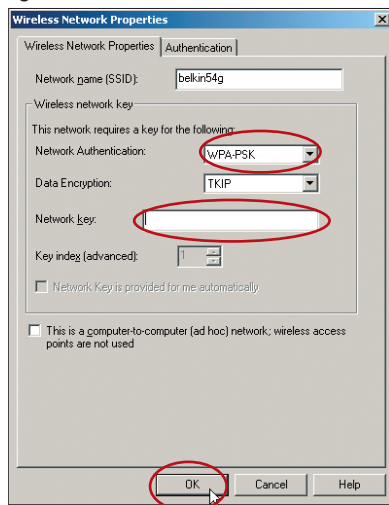 Wireless Network Properties
Wireless Network Properties Authentication
Network name (SSID): belkin54g
Wireless network key
This network requires a key for the following:
Network Authentication: WPA-PSK
Data Encryption: TKIP
Network key:
Key index (advanced): 1
Network Key is provided for me automatically
This is a computer-to-computer (ad hoc) network; wireless access
points are not used
OK Cancel Help